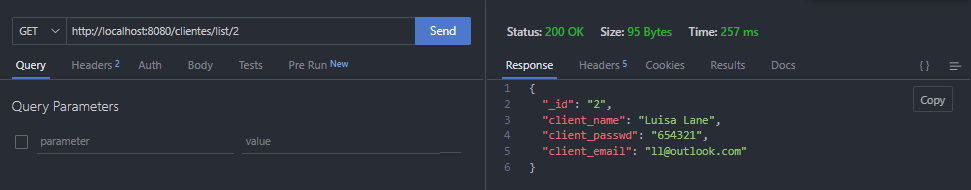 GET http://localhost:8080/clientes/list/2 Send
Query Headers 2 Auth Body Tests Pre Run New
Query Parameters
parameter value
Status: 200 OK Size: 95 Bytes Time: 257 ms
Response Headers 5 Cookies Results Docs { }
Copy
1 {
2 "_id": "2",
3 "client_name": "Luisa Lane",
4 "client_passwd": "654321",
5 "client_email": "ll@outlook.com"
6 }